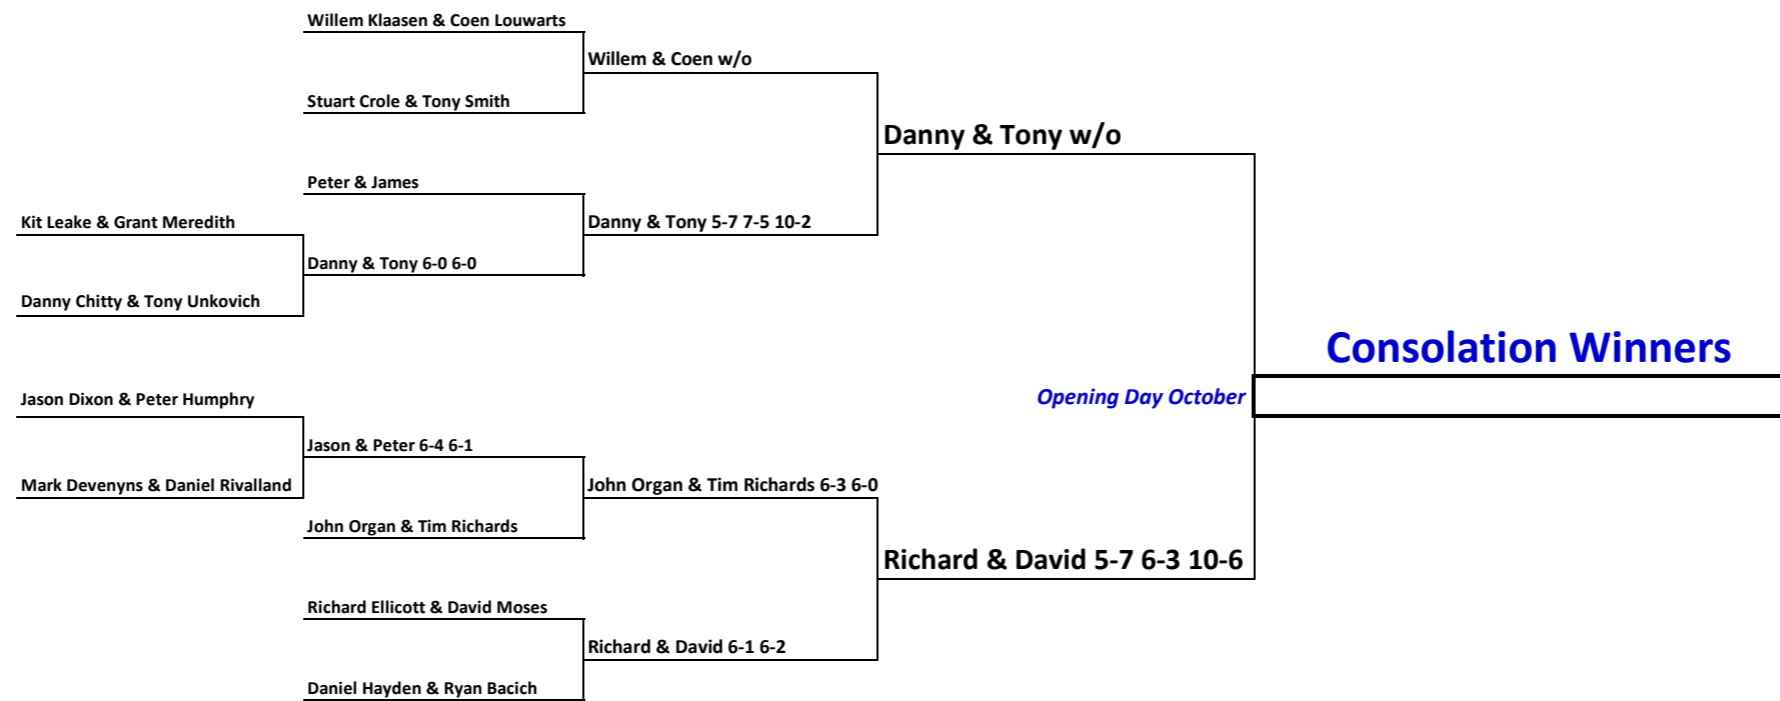 Willem Klaasen & Coen Louwarts
Willem & Coen w/o
Stuart Crole & Tony Smith
Danny & Tony w/o
Peter & James
Kit Leake & Grant Meredith
Danny & Tony 5-7 7-5 10-2
Danny & Tony 6-0 6-0
Danny Chitty & Tony Unkovich
Consolation Winners
Opening Day October
Jason Dixon & Peter Humphry
Jason & Peter 6-4 6-1
Mark Devenyns & Daniel Rivalland
John Organ & Tim Richards 6-3 6-0
John Organ & Tim Richards
Richard & David 5-7 6-3 10-6
Richard Ellicott & David Moses
Richard & David 6-1 6-2
Daniel Hayden & Ryan Bacich